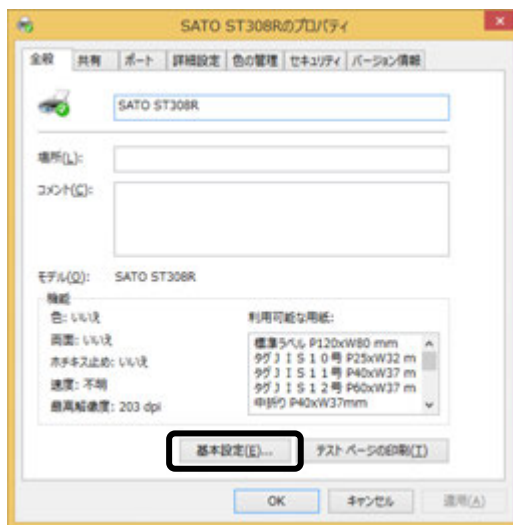 SATO ST308Rのプロパティ
全般 共有 ポート 詳細設定 色の管理 セキュリティ バージョン情報
SATO ST308R
場所(L):
コメント(C):
モデル(O): SATO ST308R
機能
色: いいえ
両面: いいえ
ホチキス止め: いいえ
速度: 不明
最高解像度: 203 dpi
利用可能な用紙:
標準ラベル P120xW80 mm
タグJIS10号 P25xW32 m
タグJIS11号 P40xW37 m
タグJIS12号 P60xW37 m
中折り P40xW37mm
基本設定(E)... テスト ページの印刷(T)
OK キャンセル 適用(A)